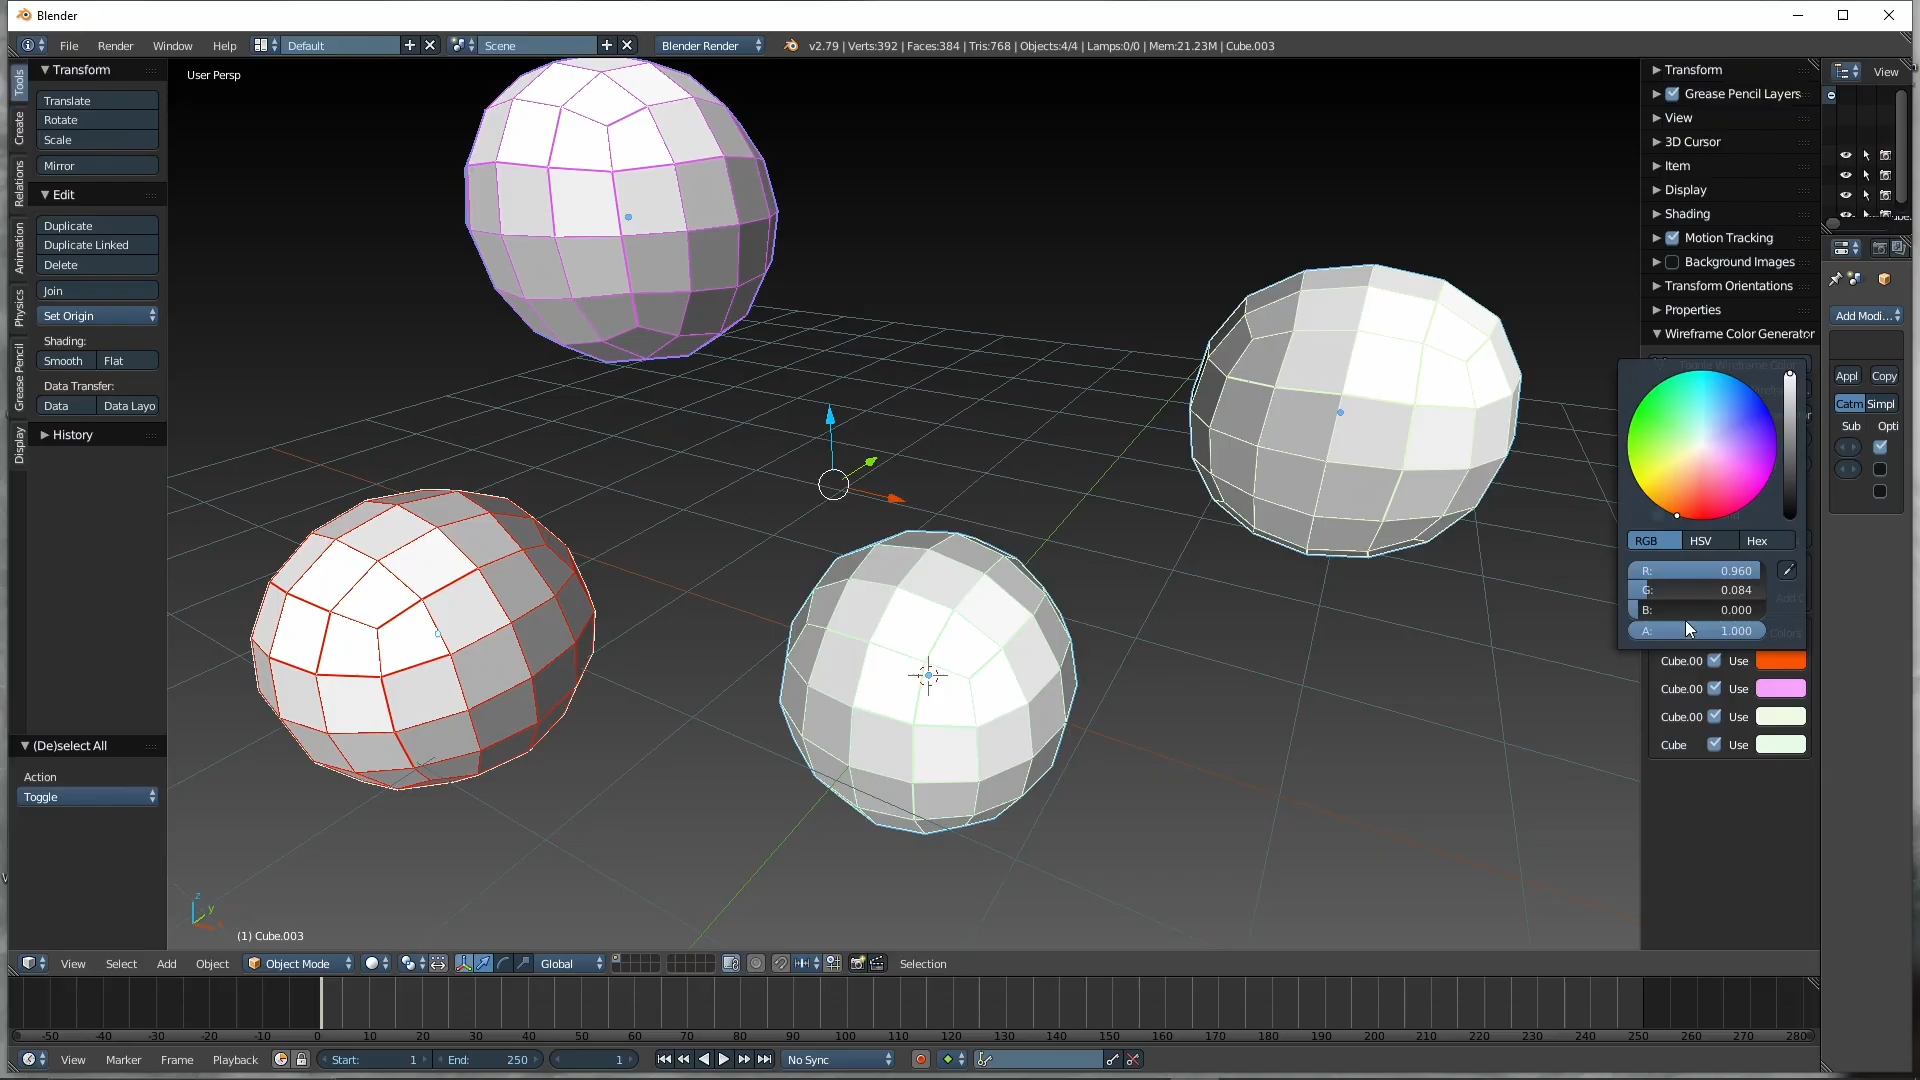 Blender
File Render Window Help Default Scene Blender Render v2.79 | Verts:392 | Faces:384 | Tris:768 | Objects:4/4 | Lamps:0/0 | Mem:21.23M | Cube.003
Tools
Create
Relations
Animation
Physics
Grease Pencil
Display
Transform
Translate
Rotate
Scale
Mirror
Edit
Duplicate
Duplicate Linked
Delete
Join
Set Origin
Shading:
Smooth Flat
Data Transfer:
Data Data Layo
History
(De)select All
Action
Toggle
User Persp
z
y
(1) Cube.003
Transform
Grease Pencil Layers
View
3D Cursor
Item
Display
Shading
Motion Tracking
Background Images
Transform Orientations
Properties
Wireframe Color Generator
RGB HSV Hex
R: 0.960
G: 0.084
B: 0.000
A: 1.000
Cube.00 Use
Cube.00 Use
Cube.00 Use
Cube Use
View
Add Modi...
Appl Copy
Catm Simpl
Sub Opti
View Select Add Object Object Mode Global Selection
-50 -40 -30 -20 -10 0 10 20 30 40 50 60 70 80 90 100 110 120 130 140 150 160 170 180 190 200 210 220 230 240 250 260 270 280
View Marker Frame Playback Start: 1 End: 250 1 No Sync